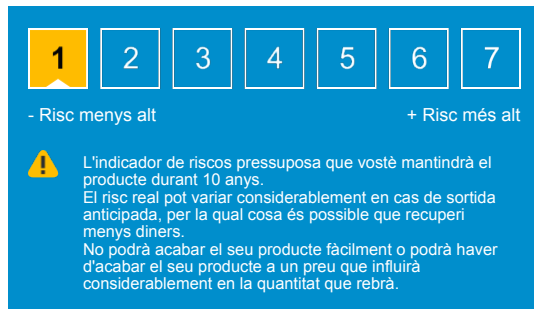 1 2 3 4 5 6 7
- Risc menys alt + Risc més alt
L'indicador de riscos pressuposa que vostè mantindrà el
producte durant 10 anys.
El risc real pot variar considerablement en cas de sortida
anticipada, per la qual cosa és possible que recuperi
menys diners.
No podrà acabar el seu producte fàcilment o podrà haver
d'acabar el seu producte a un preu que influirà
considerablement en la quantitat que rebrà.